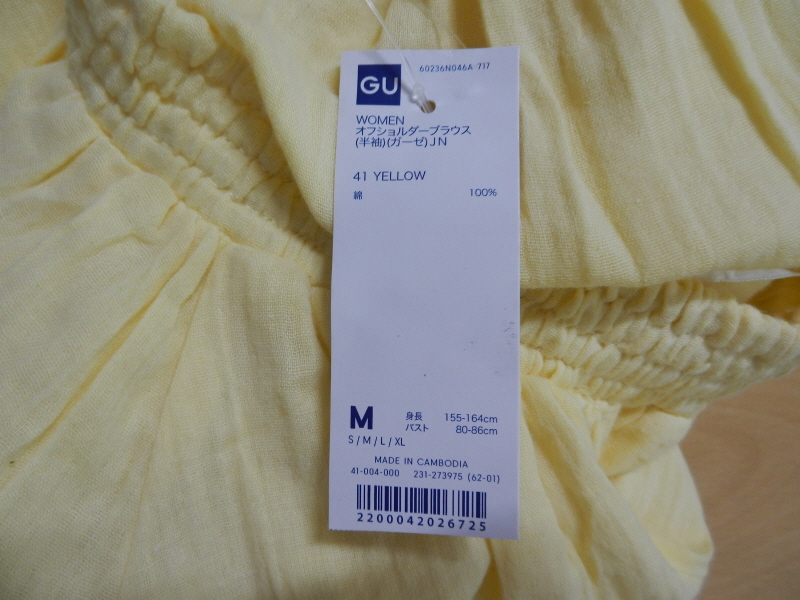 GU
60236N046A 717
WOMEN
オフショルダーブラウス
(半袖)(ガーゼ)JN
41 YELLOW
綿 100%
M
身長 155-164cm
バスト 80-86cm
S / M / L / XL
MADE IN CAMBODIA
41-004-000 231-273975 (62-01)
2200042026725